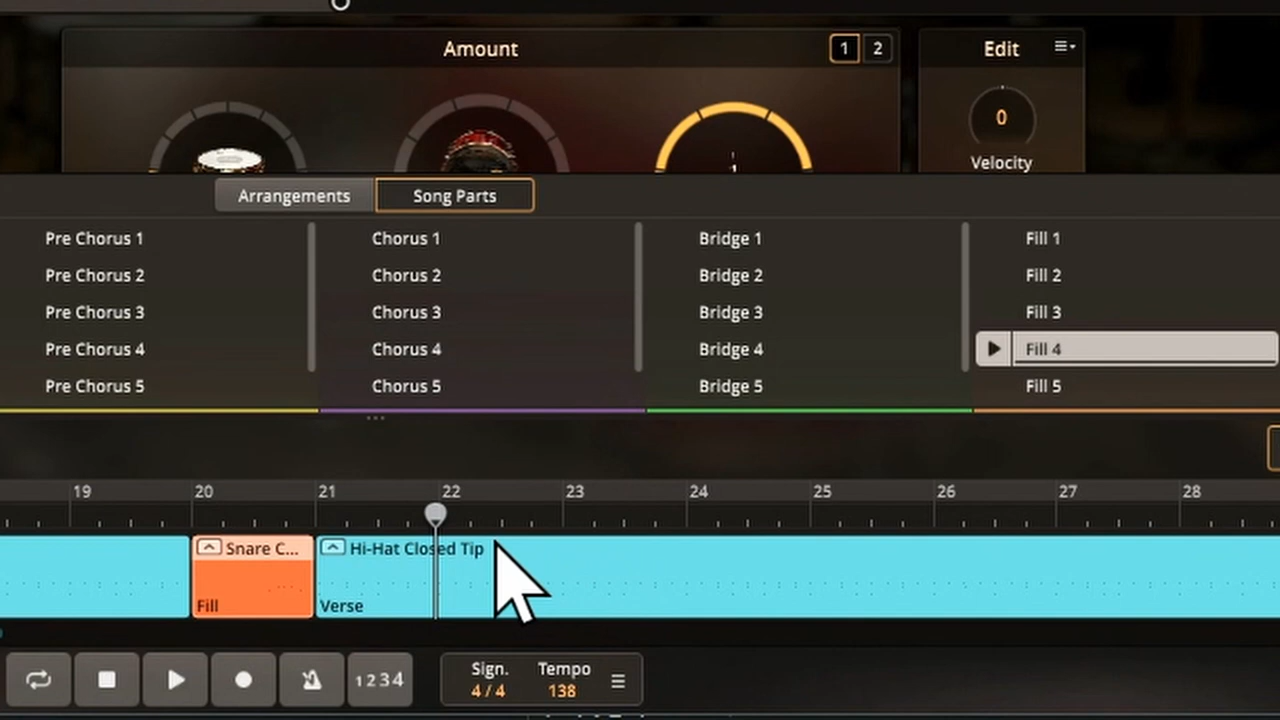 Amount
1 2
Edit
0
Velocity
Arrangements Song Parts
Pre Chorus 1 Chorus 1 Bridge 1 Fill 1
Pre Chorus 2 Chorus 2 Bridge 2 Fill 2
Pre Chorus 3 Chorus 3 Bridge 3 Fill 3
Pre Chorus 4 Chorus 4 Bridge 4 Fill 4
Pre Chorus 5 Chorus 5 Bridge 5 Fill 5
19 20 21 22 23 24 25 26 27 28
Snare C... Hi-Hat Closed Tip
Fill Verse
1234
Sign. Tempo
4 / 4 138